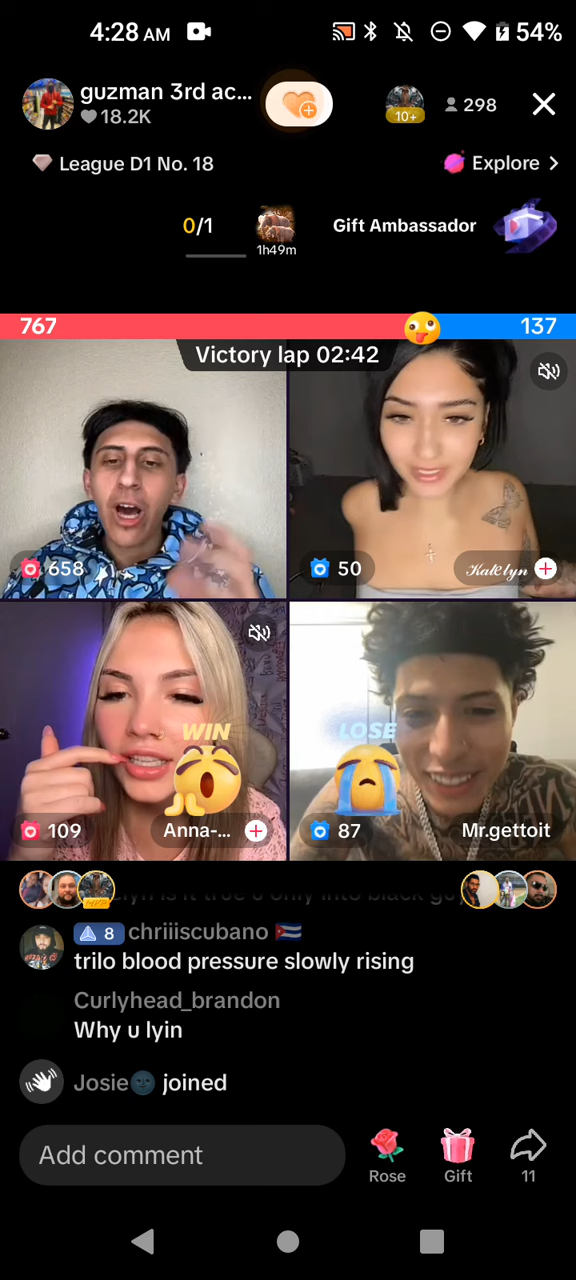 4:28 AM
54%
guzman 3rd ac...
18.2K
10+
298
League D1 No. 18
Explore >
0/1
1h49m
Gift Ambassador
767
137
Victory lap 02:42
658
50
Katelyn
WIN
LOSE
109
Anna-...
87
Mr.gettoit
8 chriiiscubano
trilo blood pressure slowly rising
Curlyhead_brandon
Why u lyin
Josie joined
Add comment
Rose
Gift
11